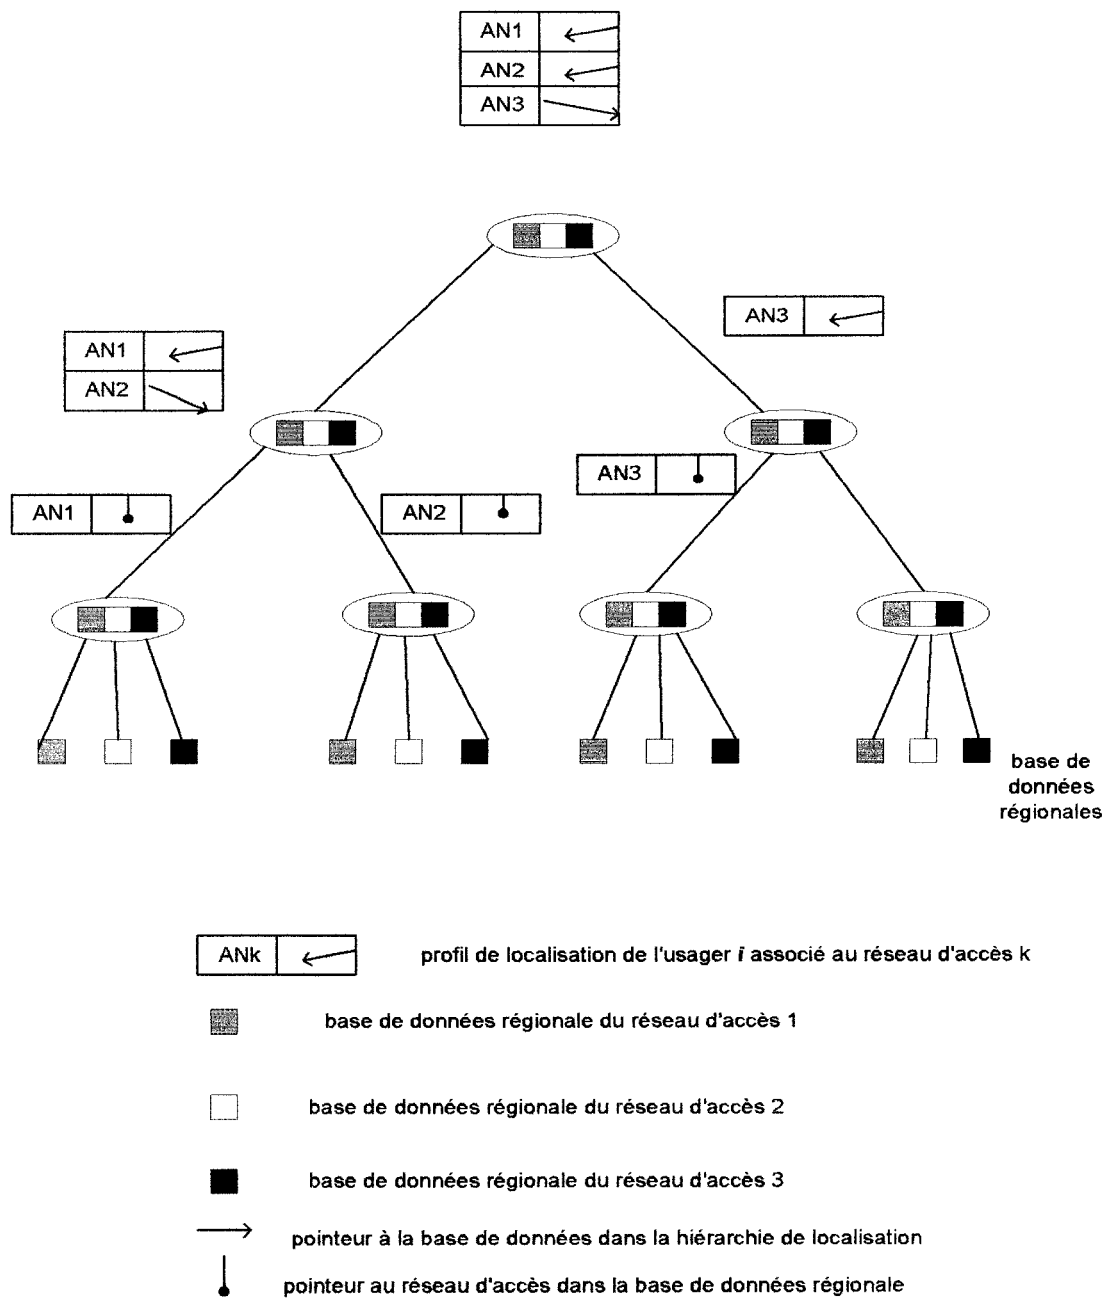 AN1
AN2
AN3
AN3
AN1
AN2
AN3
AN1
AN2
base de
données
régionales
ANk profil de localisation de l'usager i associé au réseau d'accès k
base de données régionale du réseau d'accès 1
base de données régionale du réseau d'accès 2
base de données régionale du réseau d'accès 3
pointeur à la base de données dans la hiérarchie de localisation
pointeur au réseau d'accès dans la base de données régionale